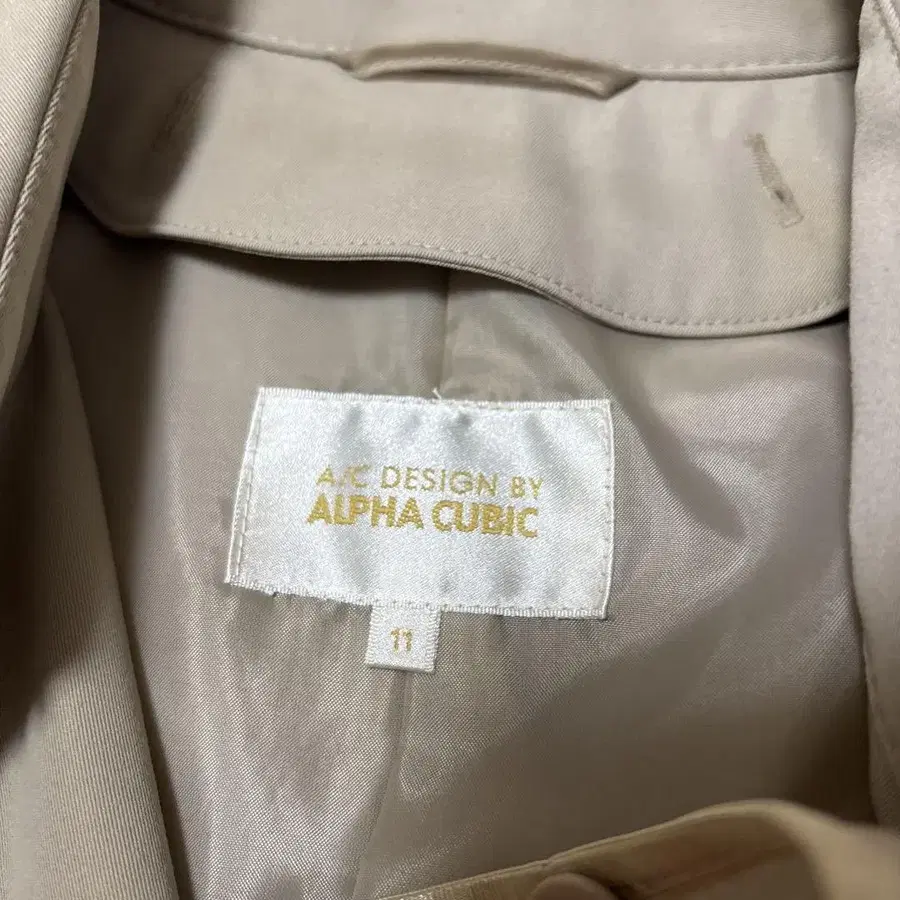 A/C DESIGN BY
ALPHA CUBIC
11